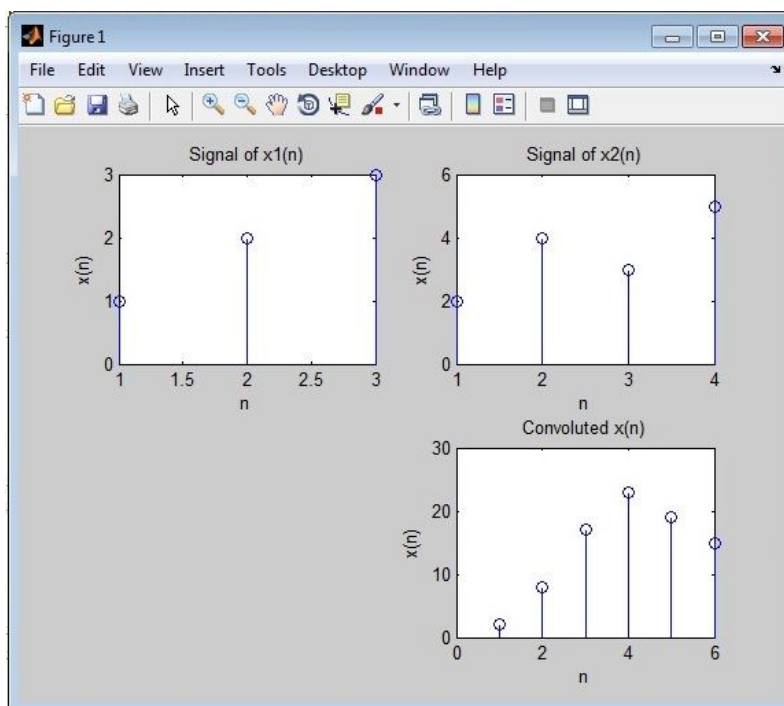 Figure 1
File Edit View Insert Tools Desktop Window Help
Signal of x1(n)
3
2
1
0
x(n)
1 1.5 2 2.5 3
n
Signal of x2(n)
6
4
2
0
x(n)
1 2 3 4
n
Convoluted x(n)
30
20
10
0
x(n)
0 2 4 6
n